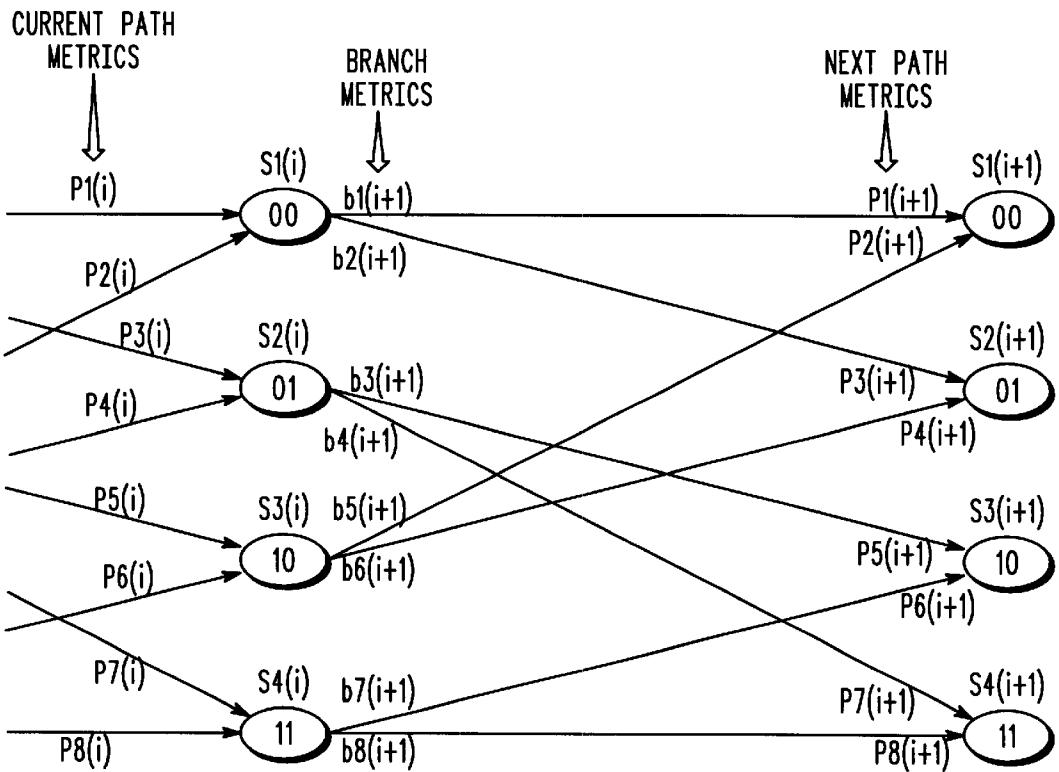 CURRENT PATH
METRICS
BRANCH
METRICS
NEXT PATH
METRICS
P1(i)
S1(i)
00
b1(i+1)
P1(i+1)
S1(i+1)
00
P2(i)
b2(i+1)
P2(i+1)
P3(i)
S2(i)
01
b3(i+1)
P3(i+1)
S2(i+1)
01
P4(i)
b4(i+1)
P4(i+1)
P5(i)
S3(i)
10
b5(i+1)
P5(i+1)
S3(i+1)
10
P6(i)
b6(i+1)
P6(i+1)
P7(i)
S4(i)
11
b7(i+1)
P7(i+1)
S4(i+1)
11
P8(i)
b8(i+1)
P8(i+1)